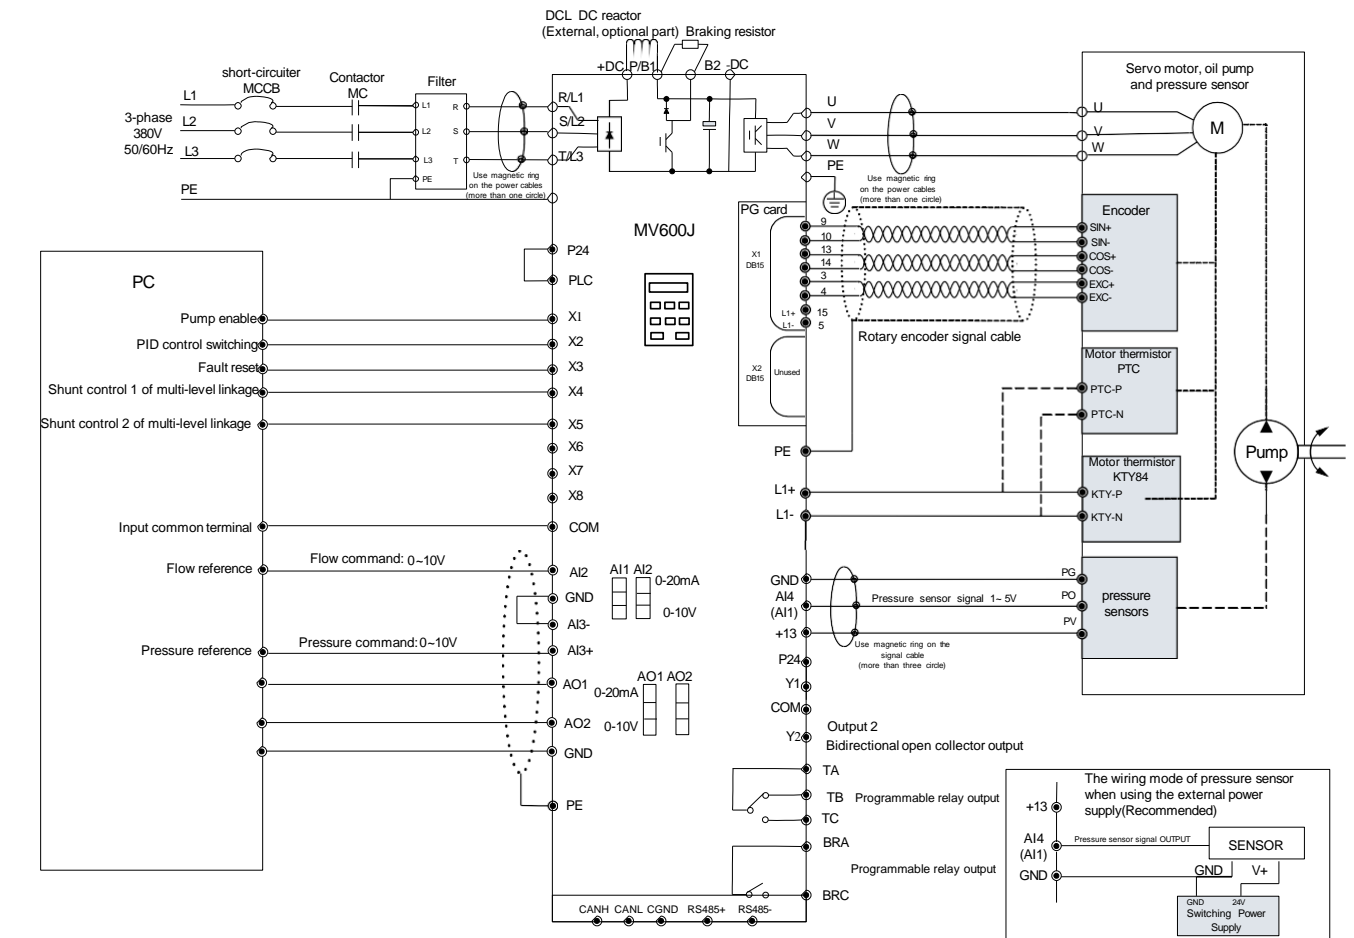 DCL DC reactor
(External, optional part) Braking resistor
+DC P/B1 B2 -DC
short-circuiter
MCCB
Contactor
MC
Filter
L1
L2
L3
3-phase
380V
50/60Hz
PE
L1 R
L2 S
L3 T
PE
R/L1
S/L2
T/L3
Use magnetic ring
on the power cables
(more than one circle)
U
V
W
PE
Use magnetic ring
on the power cables
(more than one circle)
Servo motor, oil pump
and pressure sensor
U
V
W
M
MV600J
PG card
X1
DB15
9
10
13
14
3
4
L1+ 15
L1- 5
X2
DB15
Unused
Rotary encoder signal cable
Encoder
SIN+
SIN-
COS+
COS-
EXC+
EXC-
Motor thermistor
PTC
PTC-P
PTC-N
Motor thermistor
KTY84
KTY-P
KTY-N
Pump
pressure
sensors
PG
PO
PV
PC
Pump enable
PID control switching
Fault reset
Shunt control 1 of multi-level linkage
Shunt control 2 of multi-level linkage
Input common terminal
Flow reference
Pressure reference
Flow command: 0~10V
Pressure command: 0~10V
P24
PLC
X1
X2
X3
X4
X5
X6
X7
X8
COM
AI2
GND
AI3-
AI3+
AO1
AO2
GND
PE
AI1 AI2
0-20mA
0-10V
AO1 AO2
0-20mA
0-10V
PE
L1+
L1-
GND
AI4
(AI1)
+13
Pressure sensor signal 1~5V
Use magnetic ring on the
signal cable
(more than three circle)
P24
Y1
COM
Y2
Output 2
Bidirectional open collector output
TA
TB
TC
Programmable relay output
BRA
BRC
Programmable relay output
CANH CANL CGND RS485+ RS485-
The wiring mode of pressure sensor
when using the external power
supply(Recommended)
+13
AI4
(AI1)
GND
Pressure sensor signal OUTPUT
SENSOR
GND V+
GND 24V
Switching Power
Supply